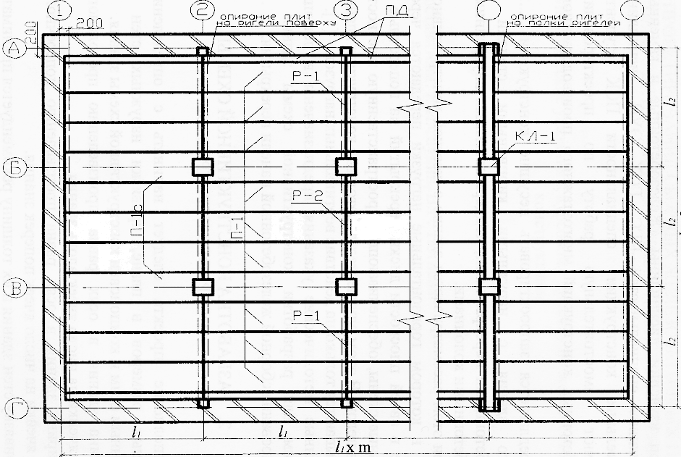 1 2 3
200
опирание плит
на ригели поверху
ПД
опирание плит
на полки ригелей
А
200
Р-1
l2
КЛ-1
Б
П-1с
П-1
Р-2
l2
В
Р-1
l2
Г
l1 l1
l1 x m